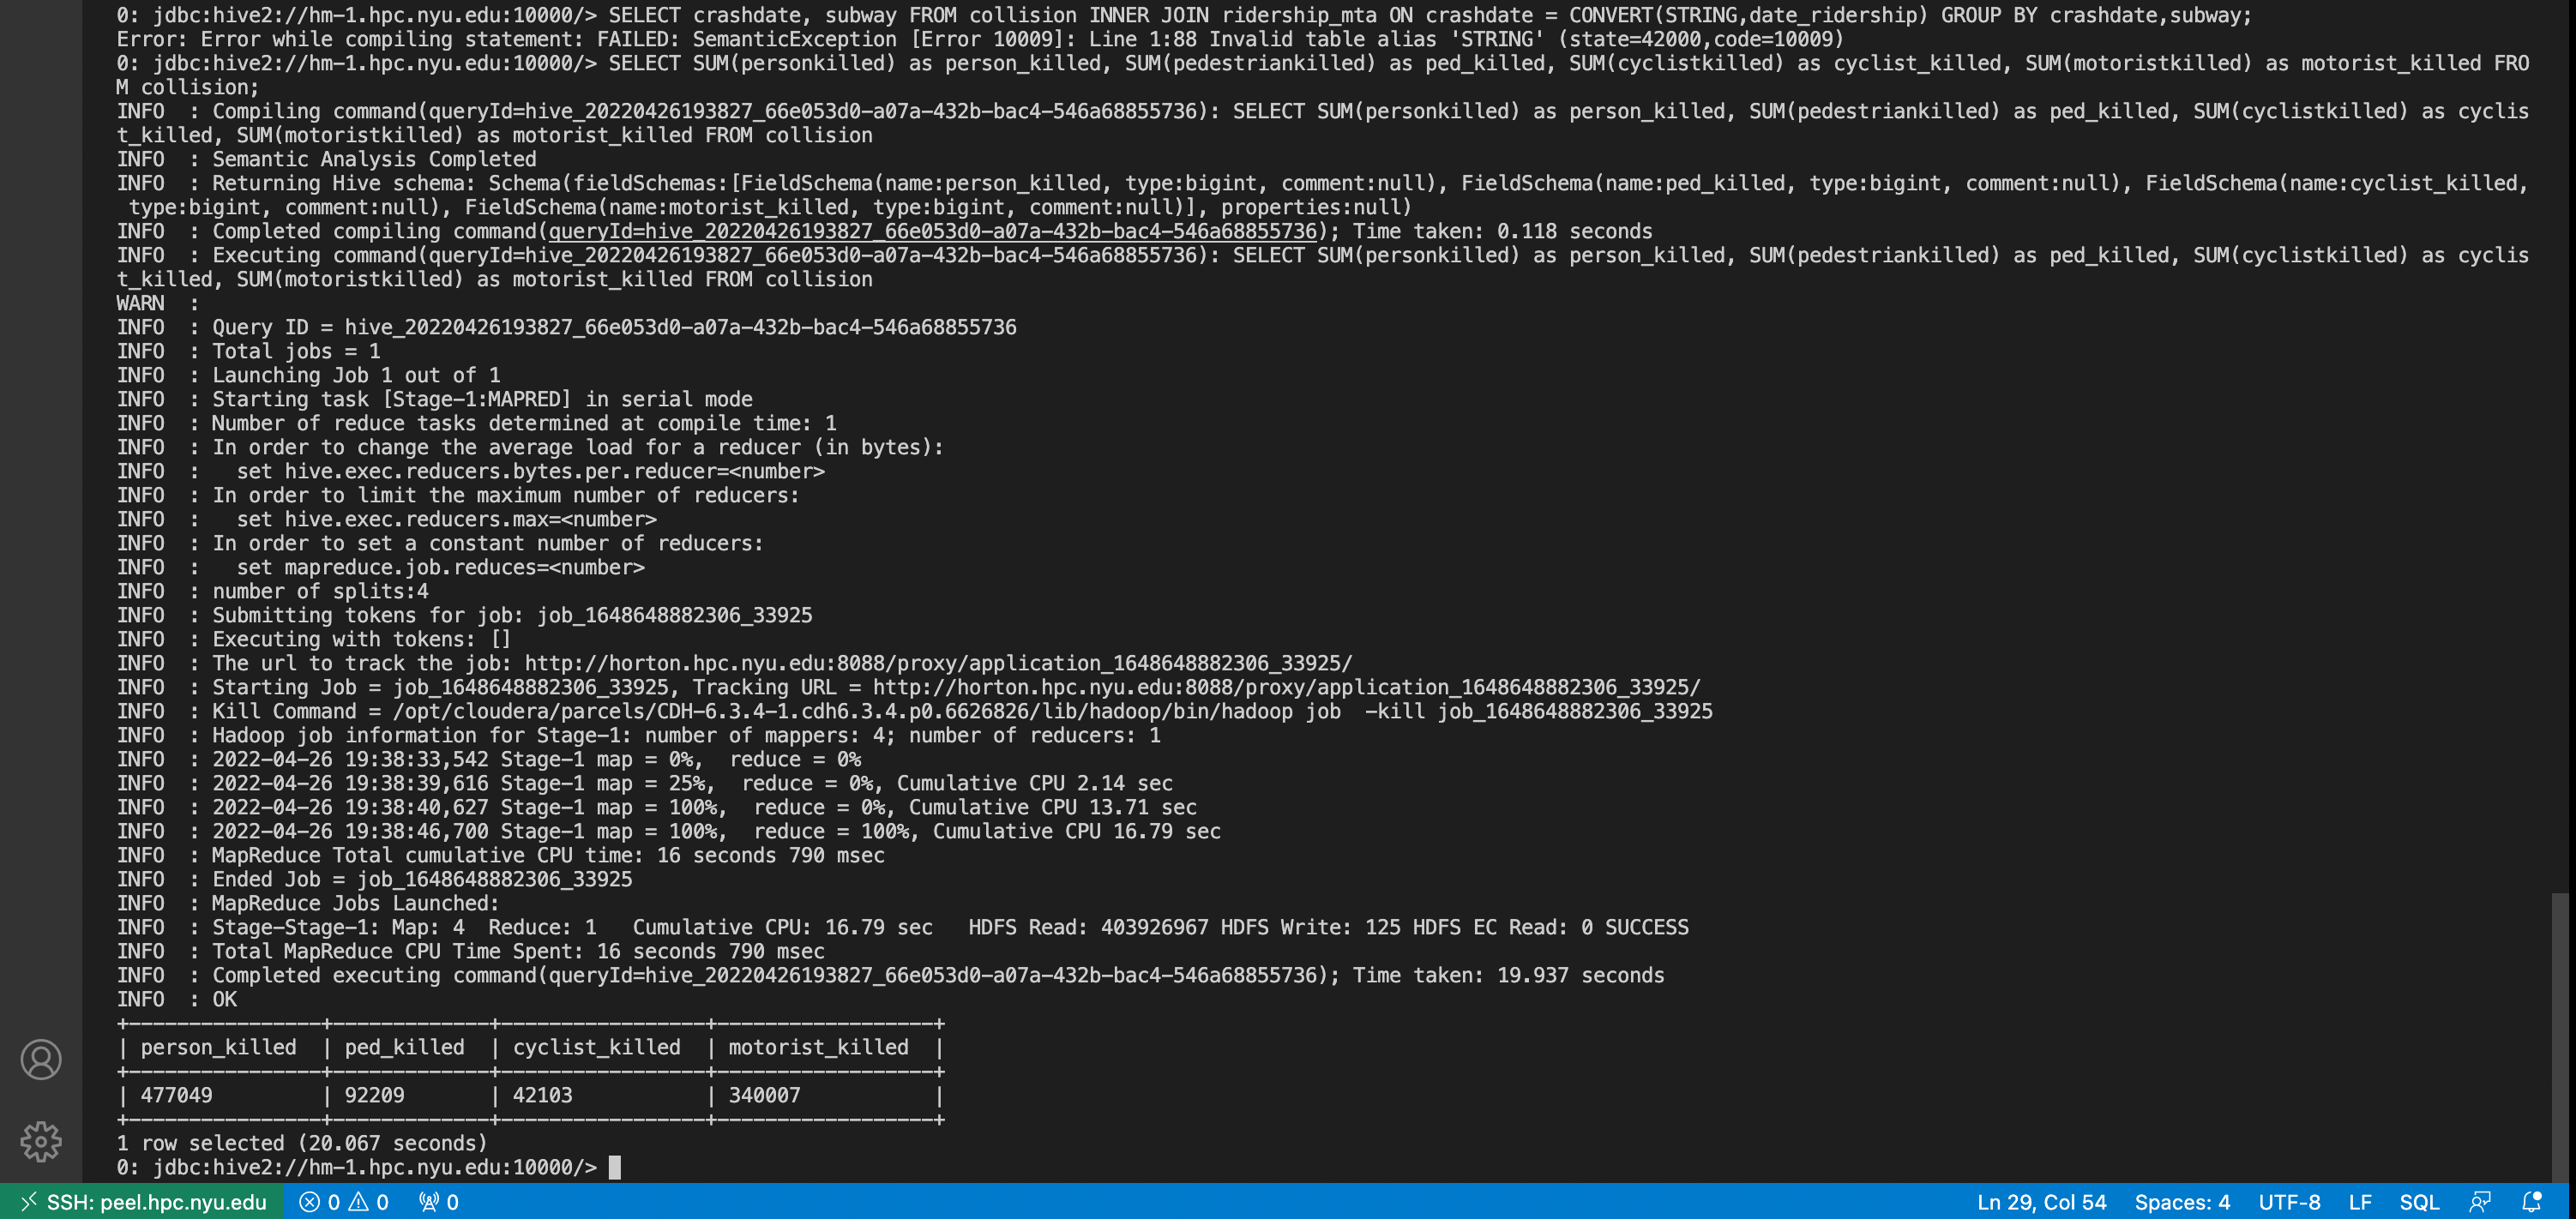 0: jdbc:hive2://hm-1.hpc.nyu.edu:10000/> SELECT crashdate, subway FROM collision INNER JOIN ridership_mta ON crashdate = CONVERT(STRING,date_ridership) GROUP BY crashdate,subway;
Error: Error while compiling statement: FAILED: SemanticException [Error 10009]: Line 1:88 Invalid table alias 'STRING' (state=42000,code=10009)
0: jdbc:hive2://hm-1.hpc.nyu.edu:10000/> SELECT SUM(personkilled) as person_killed, SUM(pedestriankilled) as ped_killed, SUM(cyclistkilled) as cyclist_killed, SUM(motoristkilled) as motorist_killed FRO
M collision;
INFO  : Compiling command(queryId=hive_20220426193827_66e053d0-a07a-432b-bac4-546a68855736): SELECT SUM(personkilled) as person_killed, SUM(pedestriankilled) as ped_killed, SUM(cyclistkilled) as cyclis
t_killed, SUM(motoristkilled) as motorist_killed FROM collision
INFO  : Semantic Analysis Completed
INFO  : Returning Hive schema: Schema(fieldSchemas:[FieldSchema(name:person_killed, type:bigint, comment:null), FieldSchema(name:ped_killed, type:bigint, comment:null), FieldSchema(name:cyclist_killed,
 type:bigint, comment:null), FieldSchema(name:motorist_killed, type:bigint, comment:null)], properties:null)
INFO  : Completed compiling command(queryId=hive_20220426193827_66e053d0-a07a-432b-bac4-546a68855736); Time taken: 0.118 seconds
INFO  : Executing command(queryId=hive_20220426193827_66e053d0-a07a-432b-bac4-546a68855736): SELECT SUM(personkilled) as person_killed, SUM(pedestriankilled) as ped_killed, SUM(cyclistkilled) as cyclis
t_killed, SUM(motoristkilled) as motorist_killed FROM collision
WARN  :
INFO  : Query ID = hive_20220426193827_66e053d0-a07a-432b-bac4-546a68855736
INFO  : Total jobs = 1
INFO  : Launching Job 1 out of 1
INFO  : Starting task [Stage-1:MAPRED] in serial mode
INFO  : Number of reduce tasks determined at compile time: 1
INFO  : In order to change the average load for a reducer (in bytes):
INFO  :   set hive.exec.reducers.bytes.per.reducer=<number>
INFO  : In order to limit the maximum number of reducers:
INFO  :   set hive.exec.reducers.max=<number>
INFO  : In order to set a constant number of reducers:
INFO  :   set mapreduce.job.reduces=<number>
INFO  : number of splits:4
INFO  : Submitting tokens for job: job_1648648882306_33925
INFO  : Executing with tokens: []
INFO  : The url to track the job: http://horton.hpc.nyu.edu:8088/proxy/application_1648648882306_33925/
INFO  : Starting Job = job_1648648882306_33925, Tracking URL = http://horton.hpc.nyu.edu:8088/proxy/application_1648648882306_33925/
INFO  : Kill Command = /opt/cloudera/parcels/CDH-6.3.4-1.cdh6.3.4.p0.6626826/lib/hadoop/bin/hadoop job  -kill job_1648648882306_33925
INFO  : Hadoop job information for Stage-1: number of mappers: 4; number of reducers: 1
INFO  : 2022-04-26 19:38:33,542 Stage-1 map = 0%,  reduce = 0%
INFO  : 2022-04-26 19:38:39,616 Stage-1 map = 25%,  reduce = 0%, Cumulative CPU 2.14 sec
INFO  : 2022-04-26 19:38:40,627 Stage-1 map = 100%,  reduce = 0%, Cumulative CPU 13.71 sec
INFO  : 2022-04-26 19:38:46,700 Stage-1 map = 100%,  reduce = 100%, Cumulative CPU 16.79 sec
INFO  : MapReduce Total cumulative CPU time: 16 seconds 790 msec
INFO  : Ended Job = job_1648648882306_33925
INFO  : MapReduce Jobs Launched:
INFO  : Stage-Stage-1: Map: 4  Reduce: 1   Cumulative CPU: 16.79 sec   HDFS Read: 403926967 HDFS Write: 125 HDFS EC Read: 0 SUCCESS
INFO  : Total MapReduce CPU Time Spent: 16 seconds 790 msec
INFO  : Completed executing command(queryId=hive_20220426193827_66e053d0-a07a-432b-bac4-546a68855736); Time taken: 19.937 seconds
INFO  : OK
+----------------+-------------+-----------------+------------------+
| person_killed  | ped_killed  | cyclist_killed  | motorist_killed  |
+----------------+-------------+-----------------+------------------+
| 477049         | 92209       | 42103           | 340007           |
+----------------+-------------+-----------------+------------------+
1 row selected (20.067 seconds)
0: jdbc:hive2://hm-1.hpc.nyu.edu:10000/>
SSH: peel.hpc.nyu.edu 0 0 0 Ln 29, Col 54 Spaces: 4 UTF-8 LF SQL